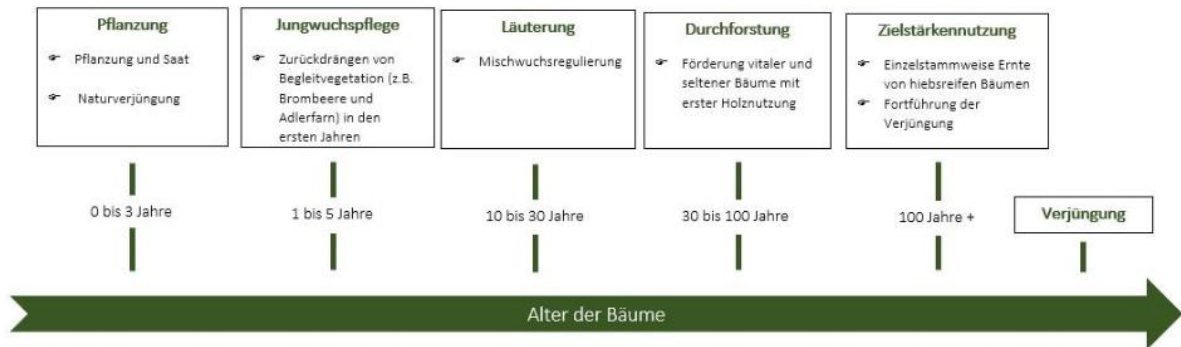 Pflanzung
☞ Pflanzung und Saat
☞ Naturverjüngung
Jungwuchspflege
☞ Zurückdrängen von
Begleitvegetation (z.B.
Brombeere und
Adlerfarn) in den
ersten Jahren
Läuterung
☞ Mischwuchsregulierung
Durchforstung
☞ Förderung vitaler und
seltener Bäume mit
erster Holznutzung
Zielstärkennutzung
☞ Einzelstammweise Ernte
von hiebsreifen Bäumen
☞ Fortführung der
Verjüngung
0 bis 3 Jahre
1 bis 5 Jahre
10 bis 30 Jahre
30 bis 100 Jahre
100 Jahre +
Verjüngung
Alter der Bäume